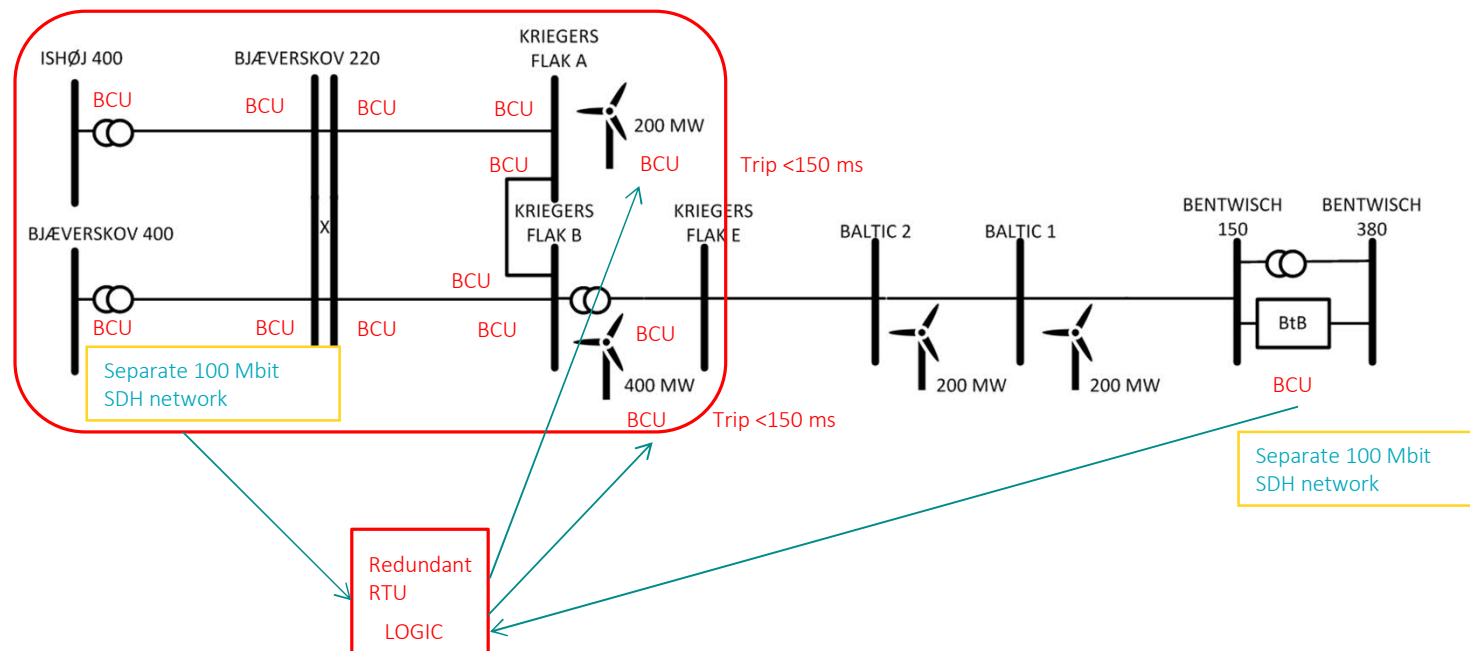 KRIEGERS
FLAK A
ISHØJ 400
BJÆVERSKOV 220
BCU
BCU
BCU
BCU
200 MW
BCU
BCU
Trip <150 ms
KRIEGERS
FLAK B
KRIEGERS
FLAK E
BENTWISCH
150
BENTWISCH
380
X
BJÆVERSKOV 400
BALTIC 2
BALTIC 1
BCU
BCU
BCU
BCU
BCU
BCU
BtB
Separate 100 Mbit
SDH network
400 MW
200 MW
200 MW
BCU
BCU
Trip <150 ms
Separate 100 Mbit
SDH network
Redundant
RTU
LOGIC